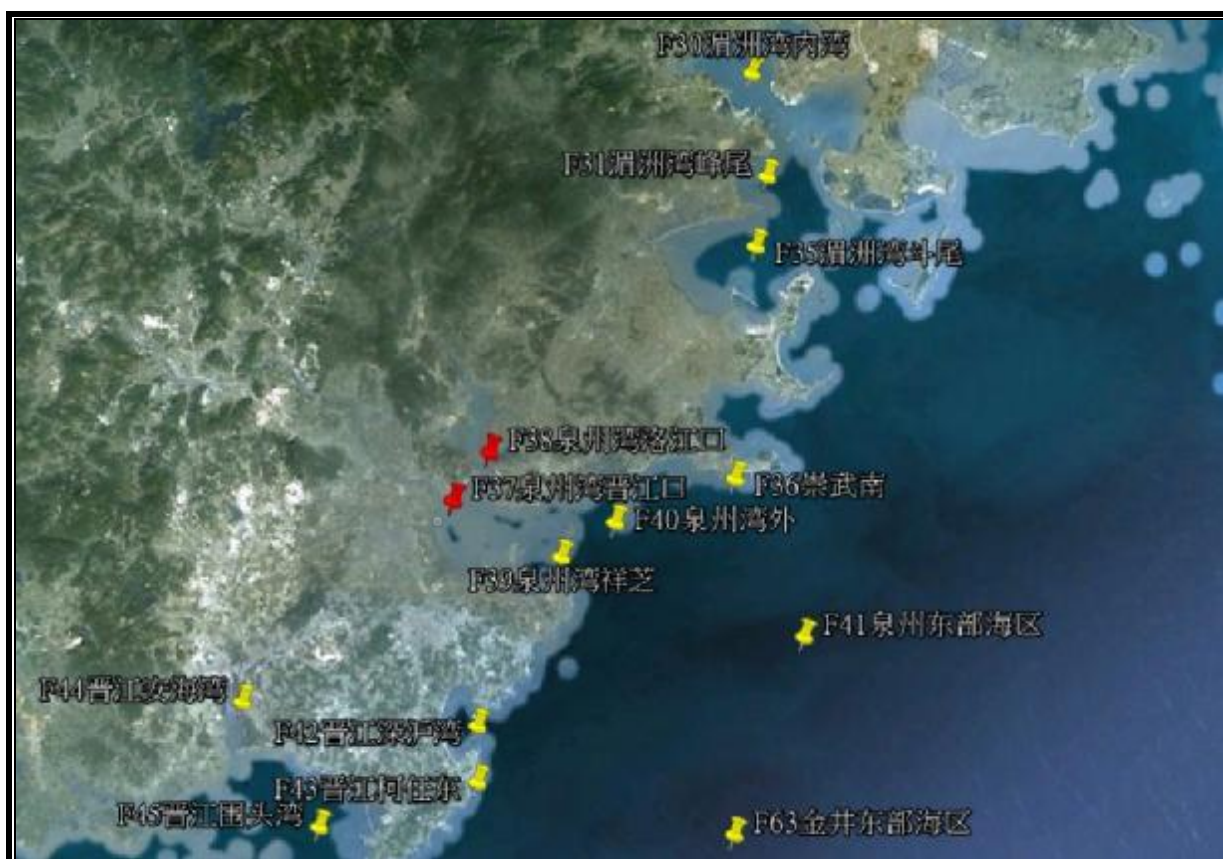 F30湄洲湾内湾
F31湄洲湾峰尾
F35湄洲湾斗尾
F38泉州湾洛江口
F37泉州湾晋江口
F36崇武南
F40泉州湾外
F39泉州湾祥芝
F41泉州东部海区
F44晋江安海湾
F42晋江深沪湾
F43晋江
F45晋江围头湾
F63金井东部海区